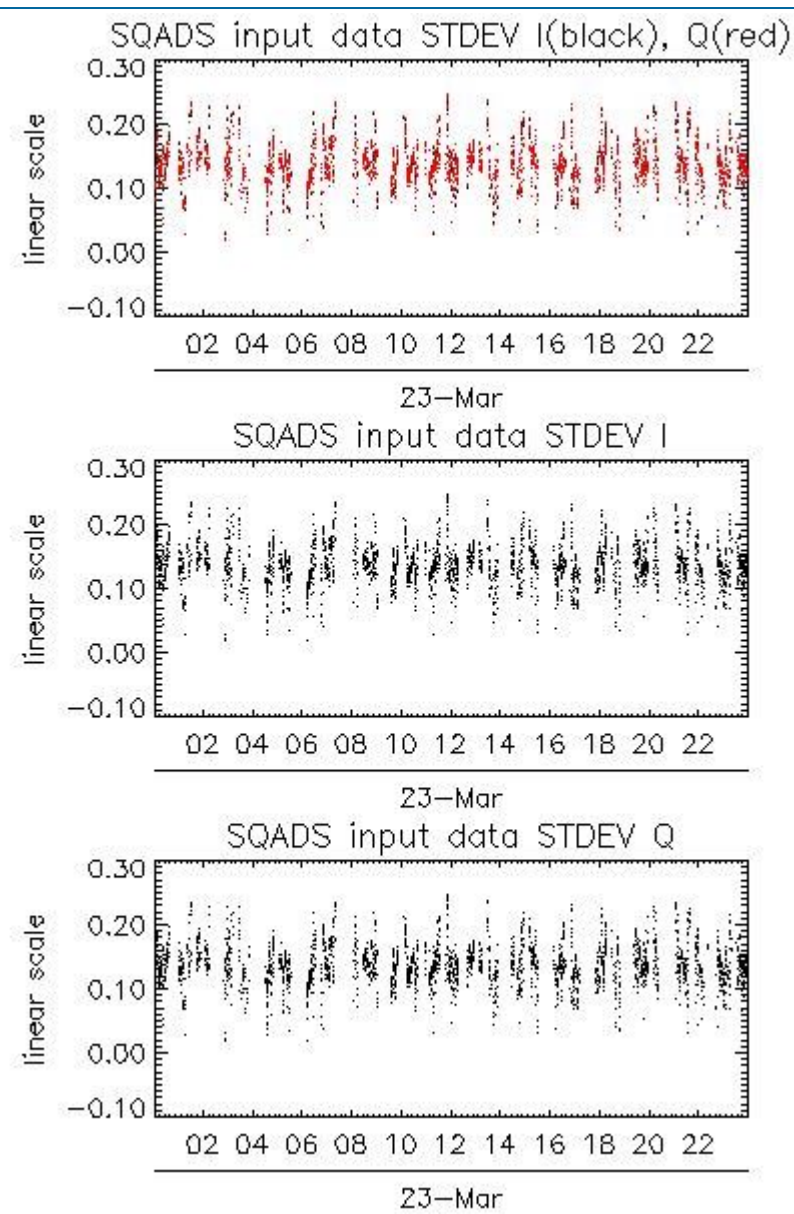 SQADS input data STDEV I(black), Q(red)
0.30
0.20
0.10
0.00
-0.10
linear scale
02 04 06 08 10 12 14 16 18 20 22
23-Mar
SQADS input data STDEV I
0.30
0.20
0.10
0.00
-0.10
linear scale
02 04 06 08 10 12 14 16 18 20 22
23-Mar
SQADS input data STDEV Q
0.30
0.20
0.10
0.00
-0.10
linear scale
02 04 06 08 10 12 14 16 18 20 22
23-Mar